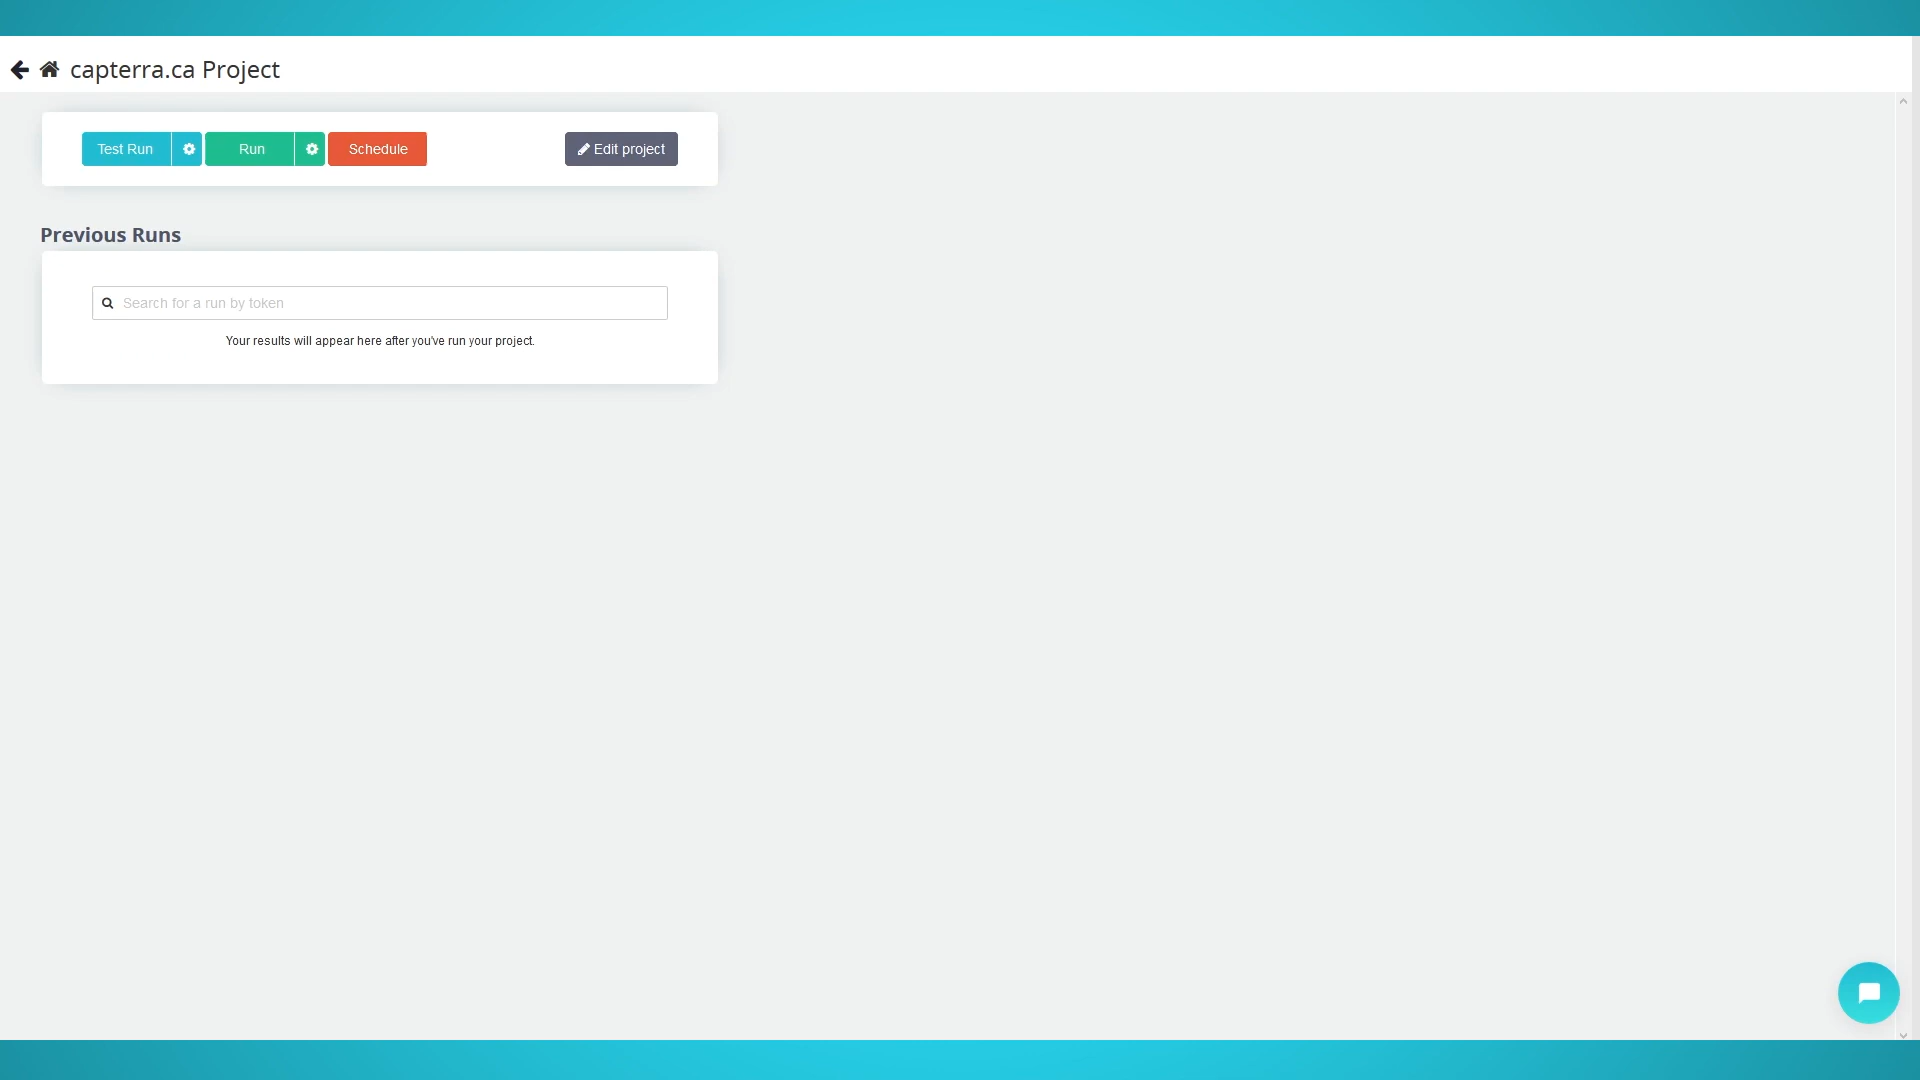 capterra.ca Project
Test Run Run Schedule Edit project
Previous Runs
Search for a run by token
Your results will appear here after you've run your project.